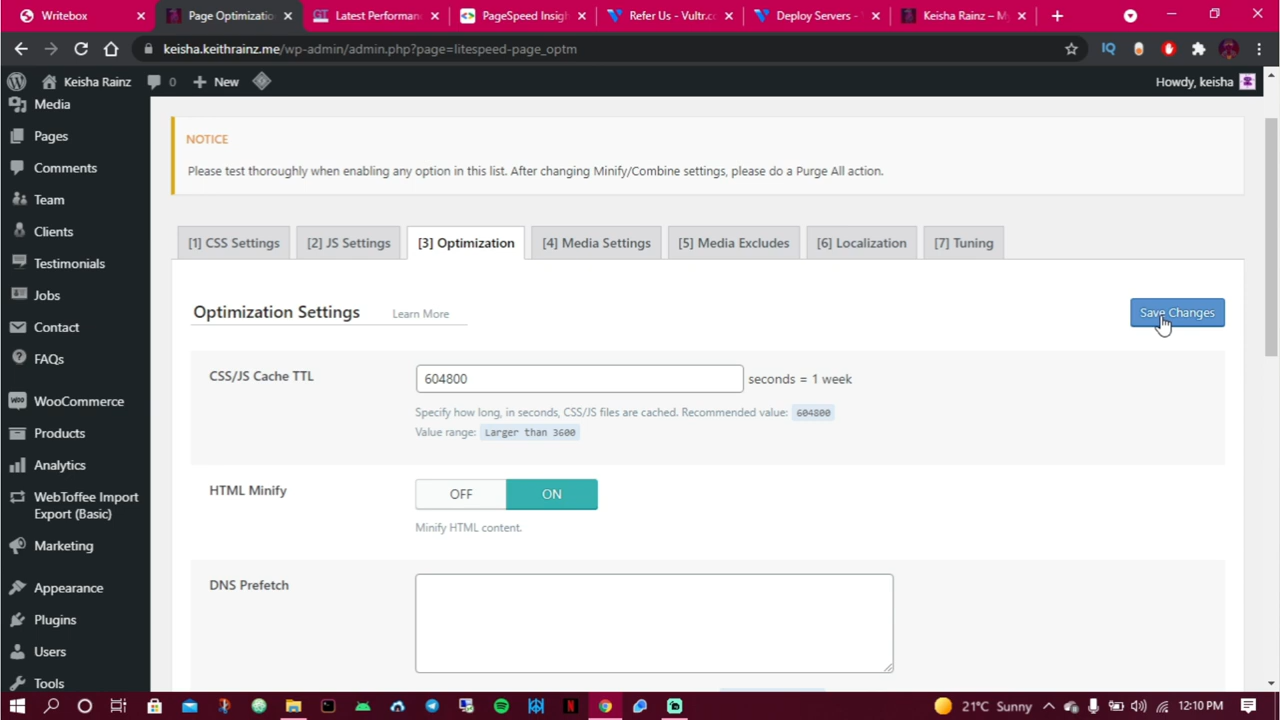 Writebox
Page Optimizatio
Latest Performan
PageSpeed Insigh
Refer Us - Vultr.c
Deploy Servers -
Keisha Rainz – M
keisha.keithrainz.me/wp-admin/admin.php?page=litespeed-page_optm
IQ
Keisha Rainz
0
New
Howdy, keisha
Media
Pages
Comments
Team
Clients
Testimonials
Jobs
Contact
FAQs
WooCommerce
Products
Analytics
WebToffee Import
Export (Basic)
Marketing
Appearance
Plugins
Users
Tools
NOTICE
Please test thoroughly when enabling any option in this list. After changing Minify/Combine settings, please do a Purge All action.
[1] CSS Settings
[2] JS Settings
[3] Optimization
[4] Media Settings
[5] Media Excludes
[6] Localization
[7] Tuning
Optimization Settings
Learn More
Save Changes
CSS/JS Cache TTL
604800
seconds = 1 week
Specify how long, in seconds, CSS/JS files are cached. Recommended value: 604800
Value range: Larger than 3600
HTML Minify
OFF
ON
Minify HTML content.
DNS Prefetch
21°C Sunny
12:10 PM